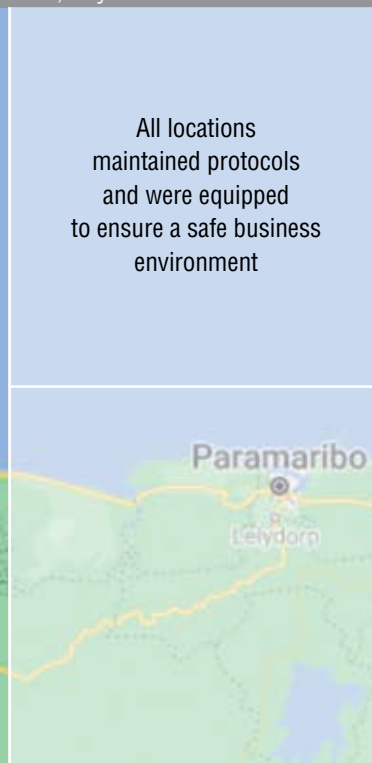 All locations
maintained protocols
and were equipped
to ensure a safe business
environment
Paramaribo
Lelydorp